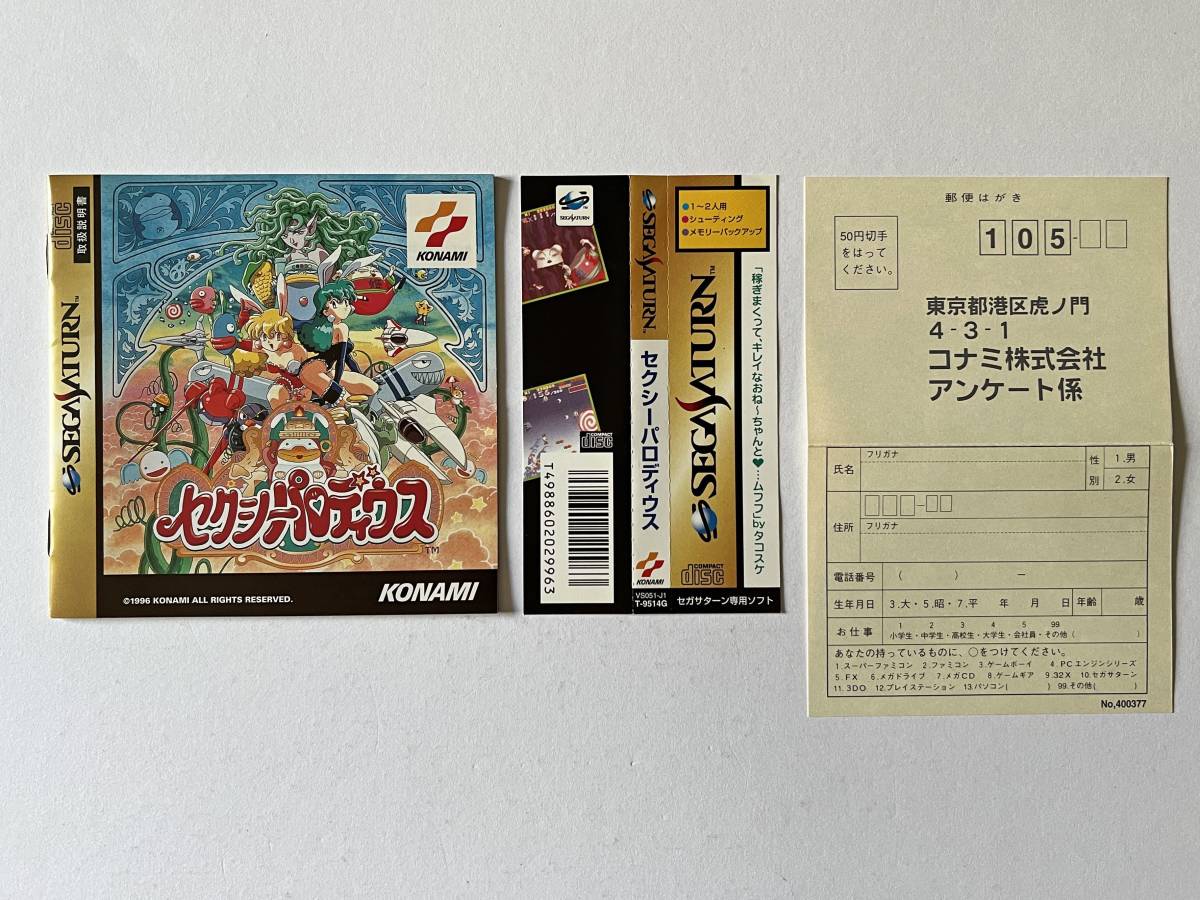 disc
取扱説明書
SEGA SATURN
KONAMI
セクシーパロディウス
TM
©1996 KONAMI ALL RIGHTS RESERVED.
KONAMI
SEGA SATURN
COMPACT
disc
T4988602029963
SEGA SATURN™
セクシーパロディウス
KONAMI
VS051-J1
T-9514G
●1～2人用
●シューティング
●メモリーバックアップ
SEGA SATURN™
COMPACT
disc
セガサターン専用ソフト
「稼ぎまくって、キレイなおね～ちゃんと♥…ムフフ」byタコスケ
郵便はがき
50円切手
をはって
ください。
105-
東京都港区虎ノ門
4-3-1
コナミ株式会社
アンケート係
氏名
フリガナ
性別
1.男
2.女
住所
フリガナ
電話番号 ( ) －
生年月日 3.大・5.昭・7.平 年 月 日 年齢 歳
お仕事
1 2 3 4 5 99
小学生・中学生・高校生・大学生・会社員・その他( )
あなたの持っているものに、○をつけてください。
1.スーパーファミコン 2.ファミコン 3.ゲームボーイ 4.PCエンジンシリーズ
5.FX 6.メガドライブ 7.メガCD 8.ゲームギア 9.32X 10.セガサターン
11.3DO 12.プレイステーション 13.パソコン( ) 99.その他( )
No,400377